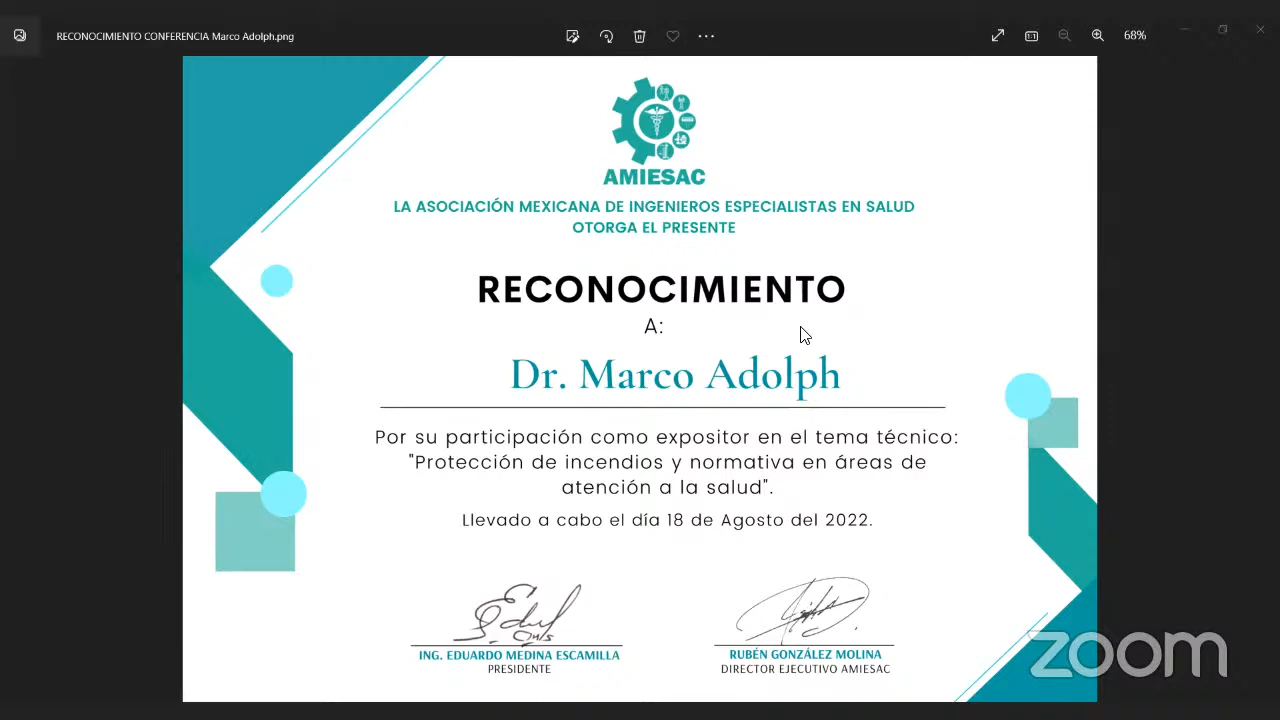 RECONOCIMIENTO CONFERENCIA Marco Adolph.png
68%
AMIESAC
LA ASOCIACIÓN MEXICANA DE INGENIEROS ESPECIALISTAS EN SALUD
OTORGA EL PRESENTE
RECONOCIMIENTO
A:
Dr. Marco Adolph
Por su participación como expositor en el tema técnico:
"Protección de incendios y normativa en áreas de
atención a la salud".
Llevado a cabo el día 18 de Agosto del 2022.
ING. EDUARDO MEDINA ESCAMILLA
PRESIDENTE
RUBÉN GONZÁLEZ MOLINA
DIRECTOR EJECUTIVO AMIESAC
zoom